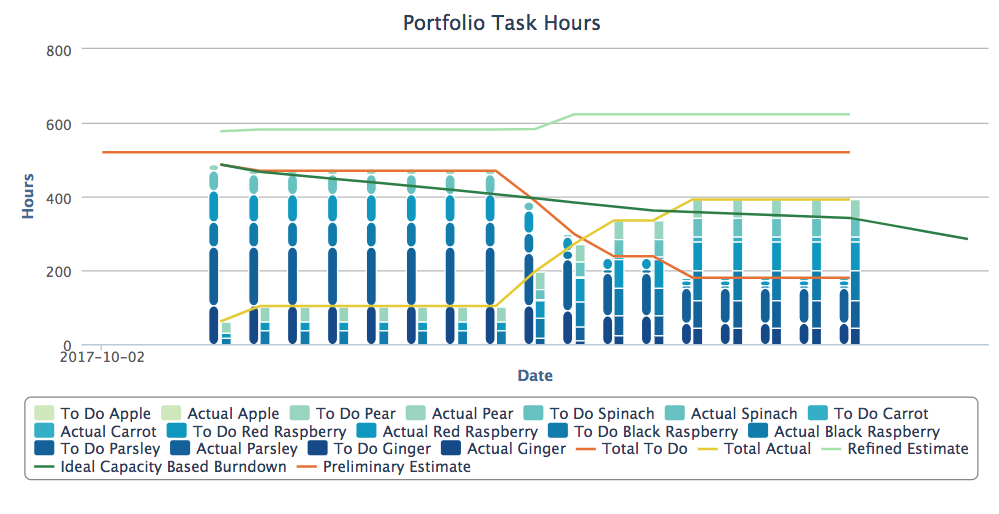 Portfolio Task Hours
800
600
400
200
0
Hours
2017-10-02
Date
To Do Apple Actual Apple To Do Pear Actual Pear To Do Spinach Actual Spinach To Do Carrot
Actual Carrot To Do Red Raspberry Actual Red Raspberry To Do Black Raspberry Actual Black Raspberry
To Do Parsley Actual Parsley To Do Ginger Actual Ginger Total To Do Total Actual Refined Estimate
Ideal Capacity Based Burndown Preliminary Estimate